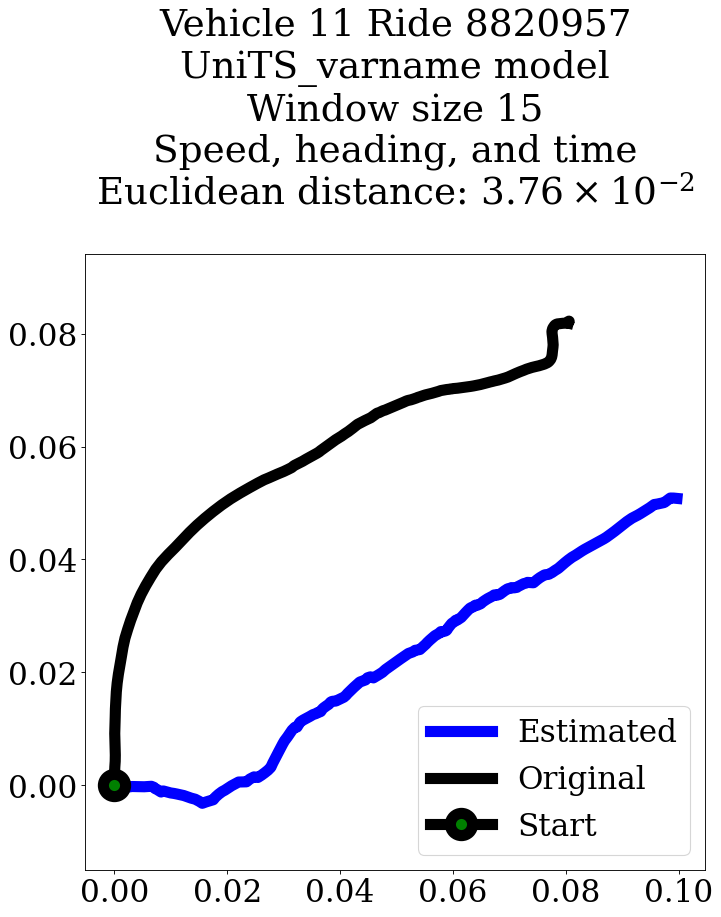 Vehicle 11 Ride 8820957
UniTS_varname model
Window size 15
Speed, heading, and time
Euclidean distance: 3.76 × 10⁻²
0.08
0.06
0.04
0.02
0.00
Estimated
Original
Start
0.00 0.02 0.04 0.06 0.08 0.10